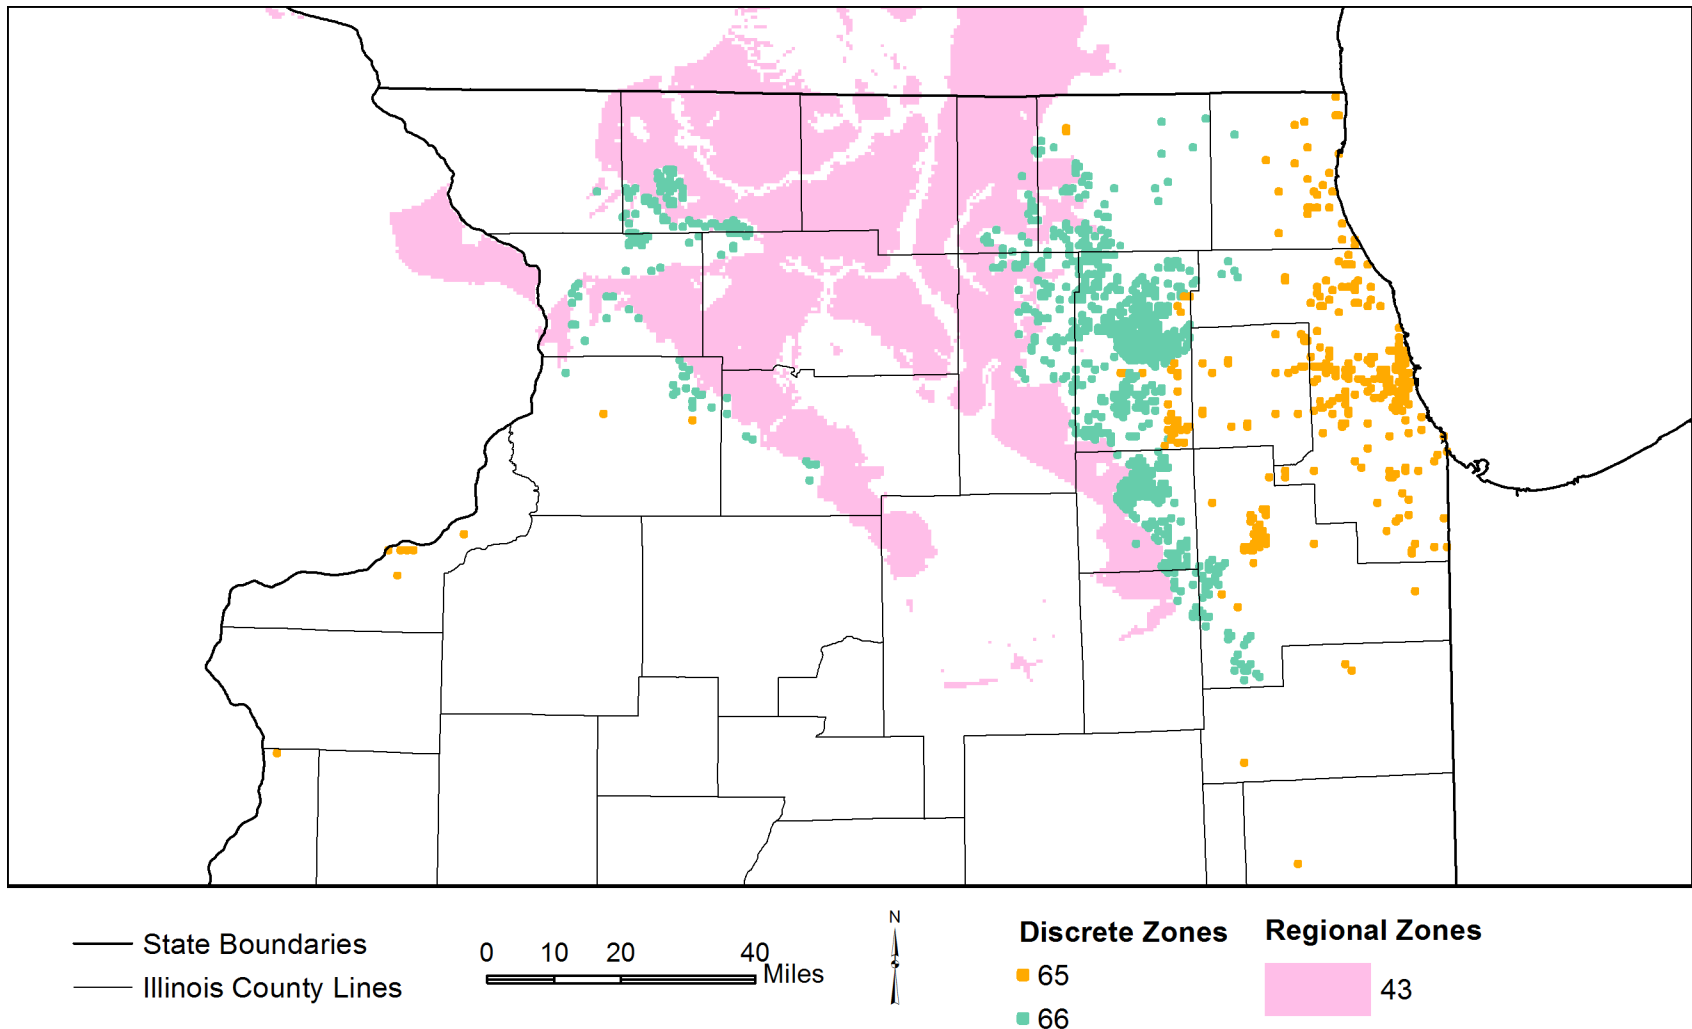 State Boundaries
Illinois County Lines
0 10 20 40
Miles
N
Discrete Zones
65
66
Regional Zones
43